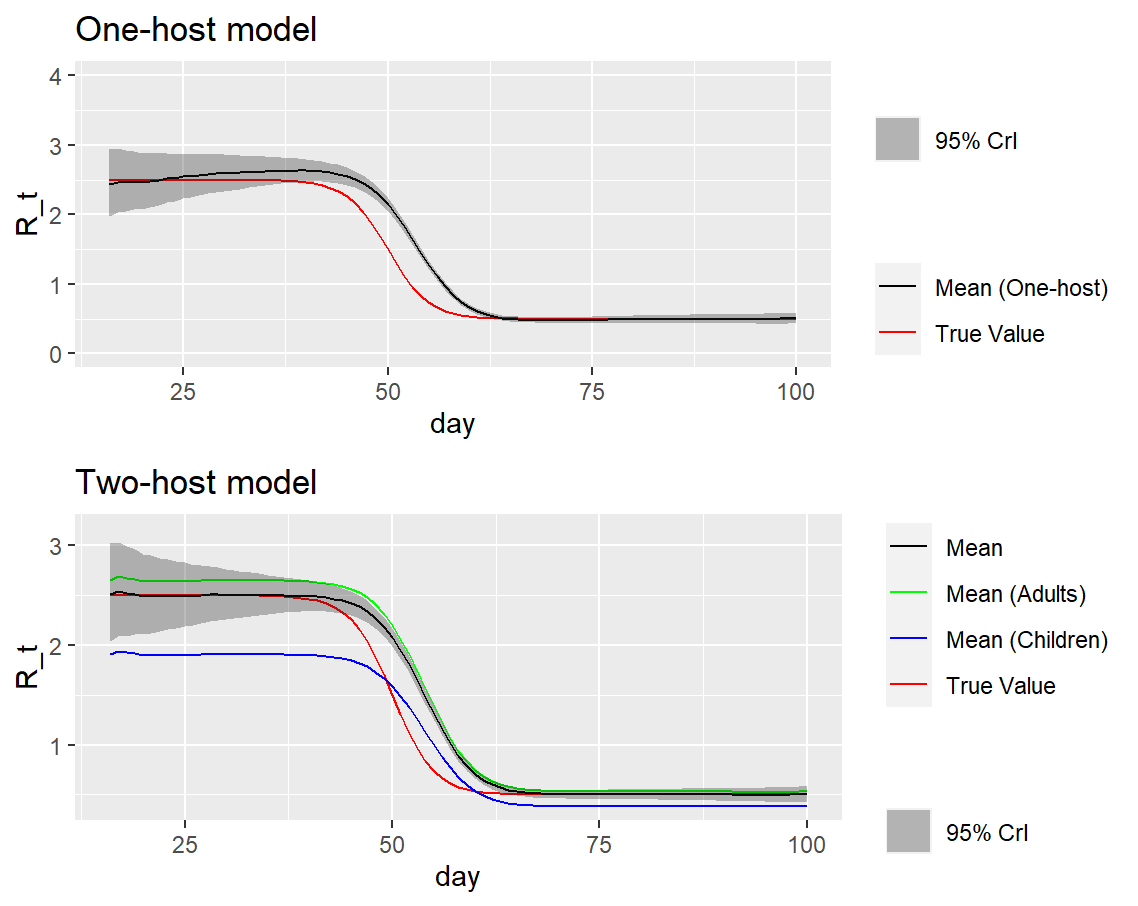 One-host model
4
3
2
1
0
R_t
25
50
75
100
day
95% CrI
Mean (One-host)
True Value
Two-host model
3
2
1
R_t
25
50
75
100
day
Mean
Mean (Adults)
Mean (Children)
True Value
95% CrI